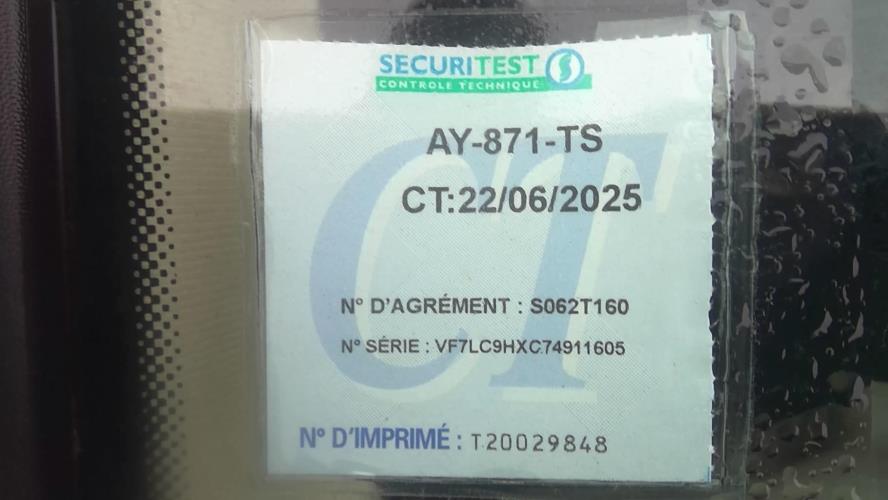 SECURITEST
CONTROLE TECHNIQUE
AY-871-TS
CT:22/06/2025
N° D'AGRÉMENT : S062T160
N° SÉRIE : VF7LC9HXC74911605
N° D'IMPRIMÉ : T20029848
CT